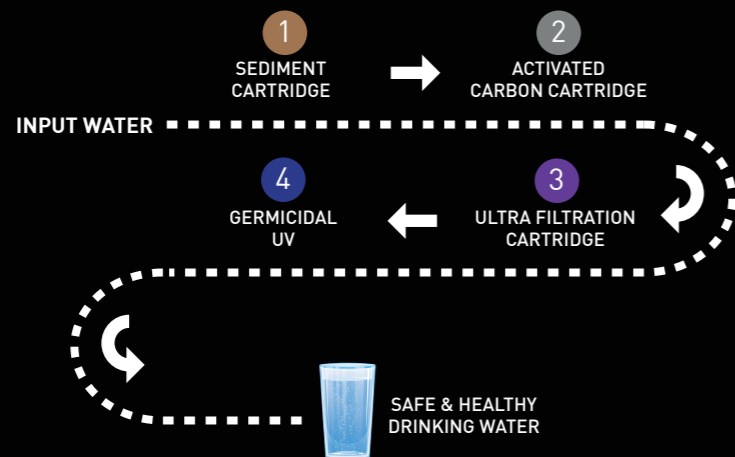 1
SEDIMENT
CARTRIDGE
2
ACTIVATED
CARBON CARTRIDGE
INPUT WATER
3
ULTRA FILTRATION
CARTRIDGE
4
GERMICIDAL
UV
SAFE & HEALTHY
DRINKING WATER